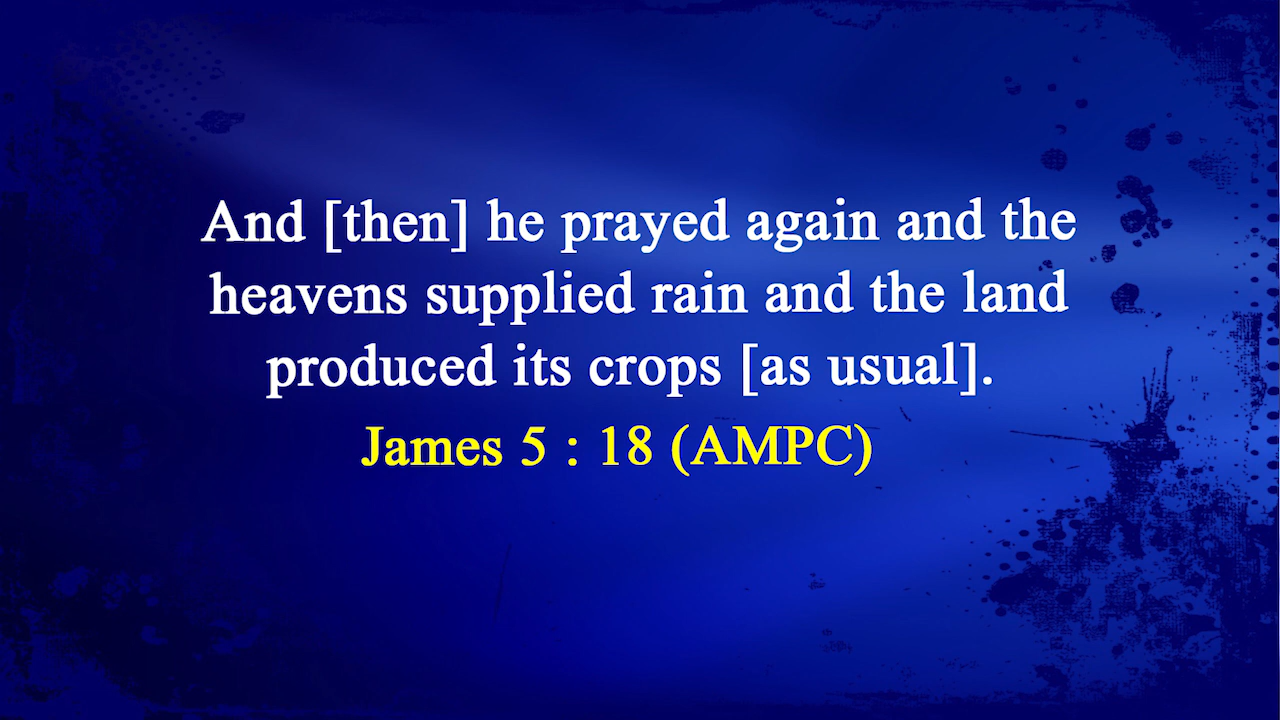 And [then] he prayed again and the
heavens supplied rain and the land
produced its crops [as usual].
James 5 : 18 (AMPC)